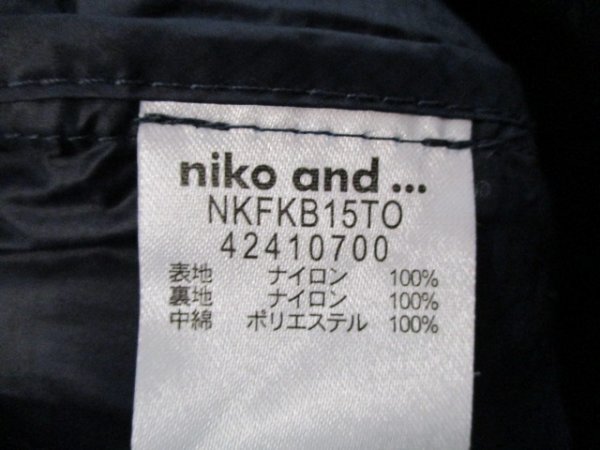 niko and ...
NKFKB15TO
42410700
表地 ナイロン 100%
裏地 ナイロン 100%
中綿 ポリエステル 100%